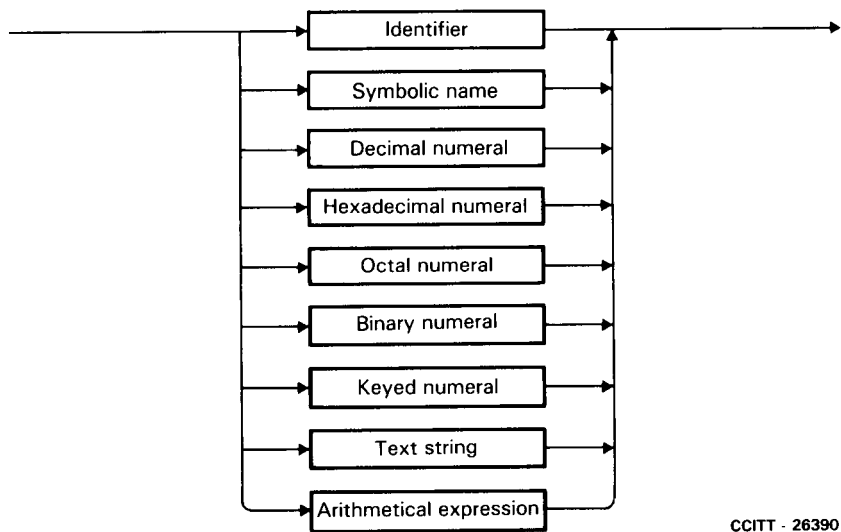 Identifier
Symbolic name
Decimal numeral
Hexadecimal numeral
Octal numeral
Binary numeral
Keyed numeral
Text string
Arithmetical expression
CCITT - 26390